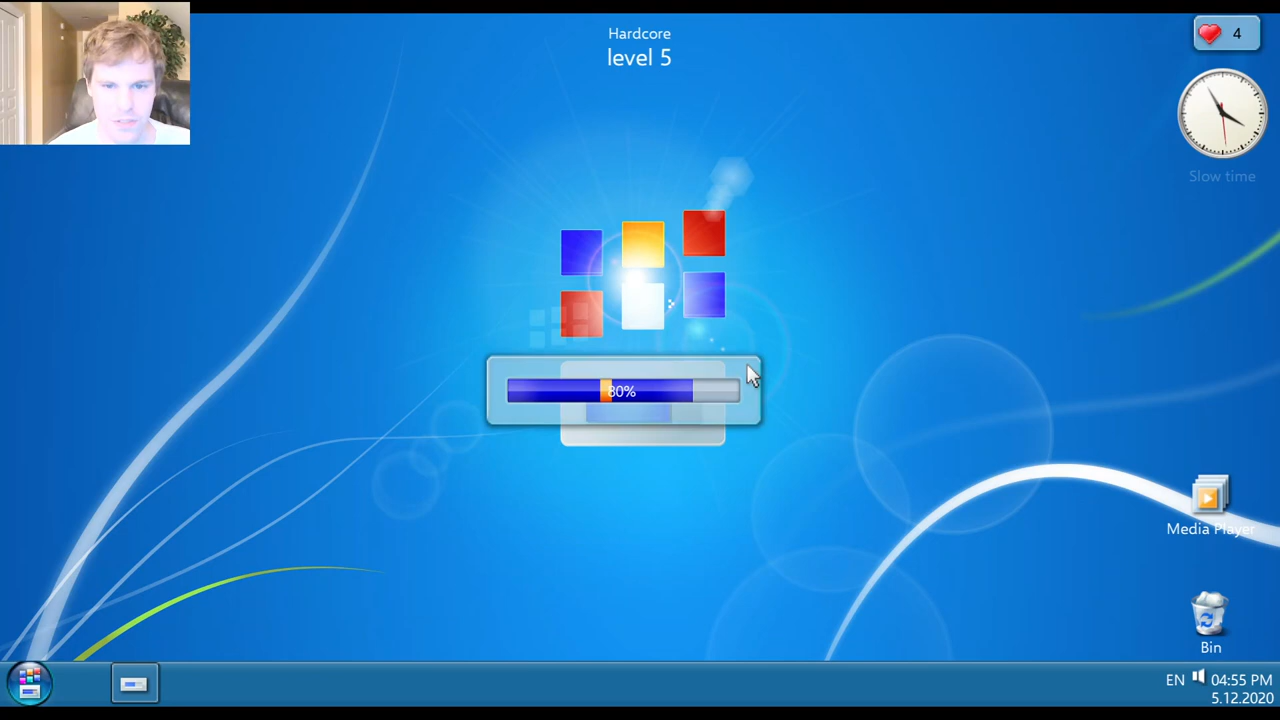 Hardcore
level 5
4
Slow time
80%
Media Player
Bin
EN 04:55 PM
5.12.2020